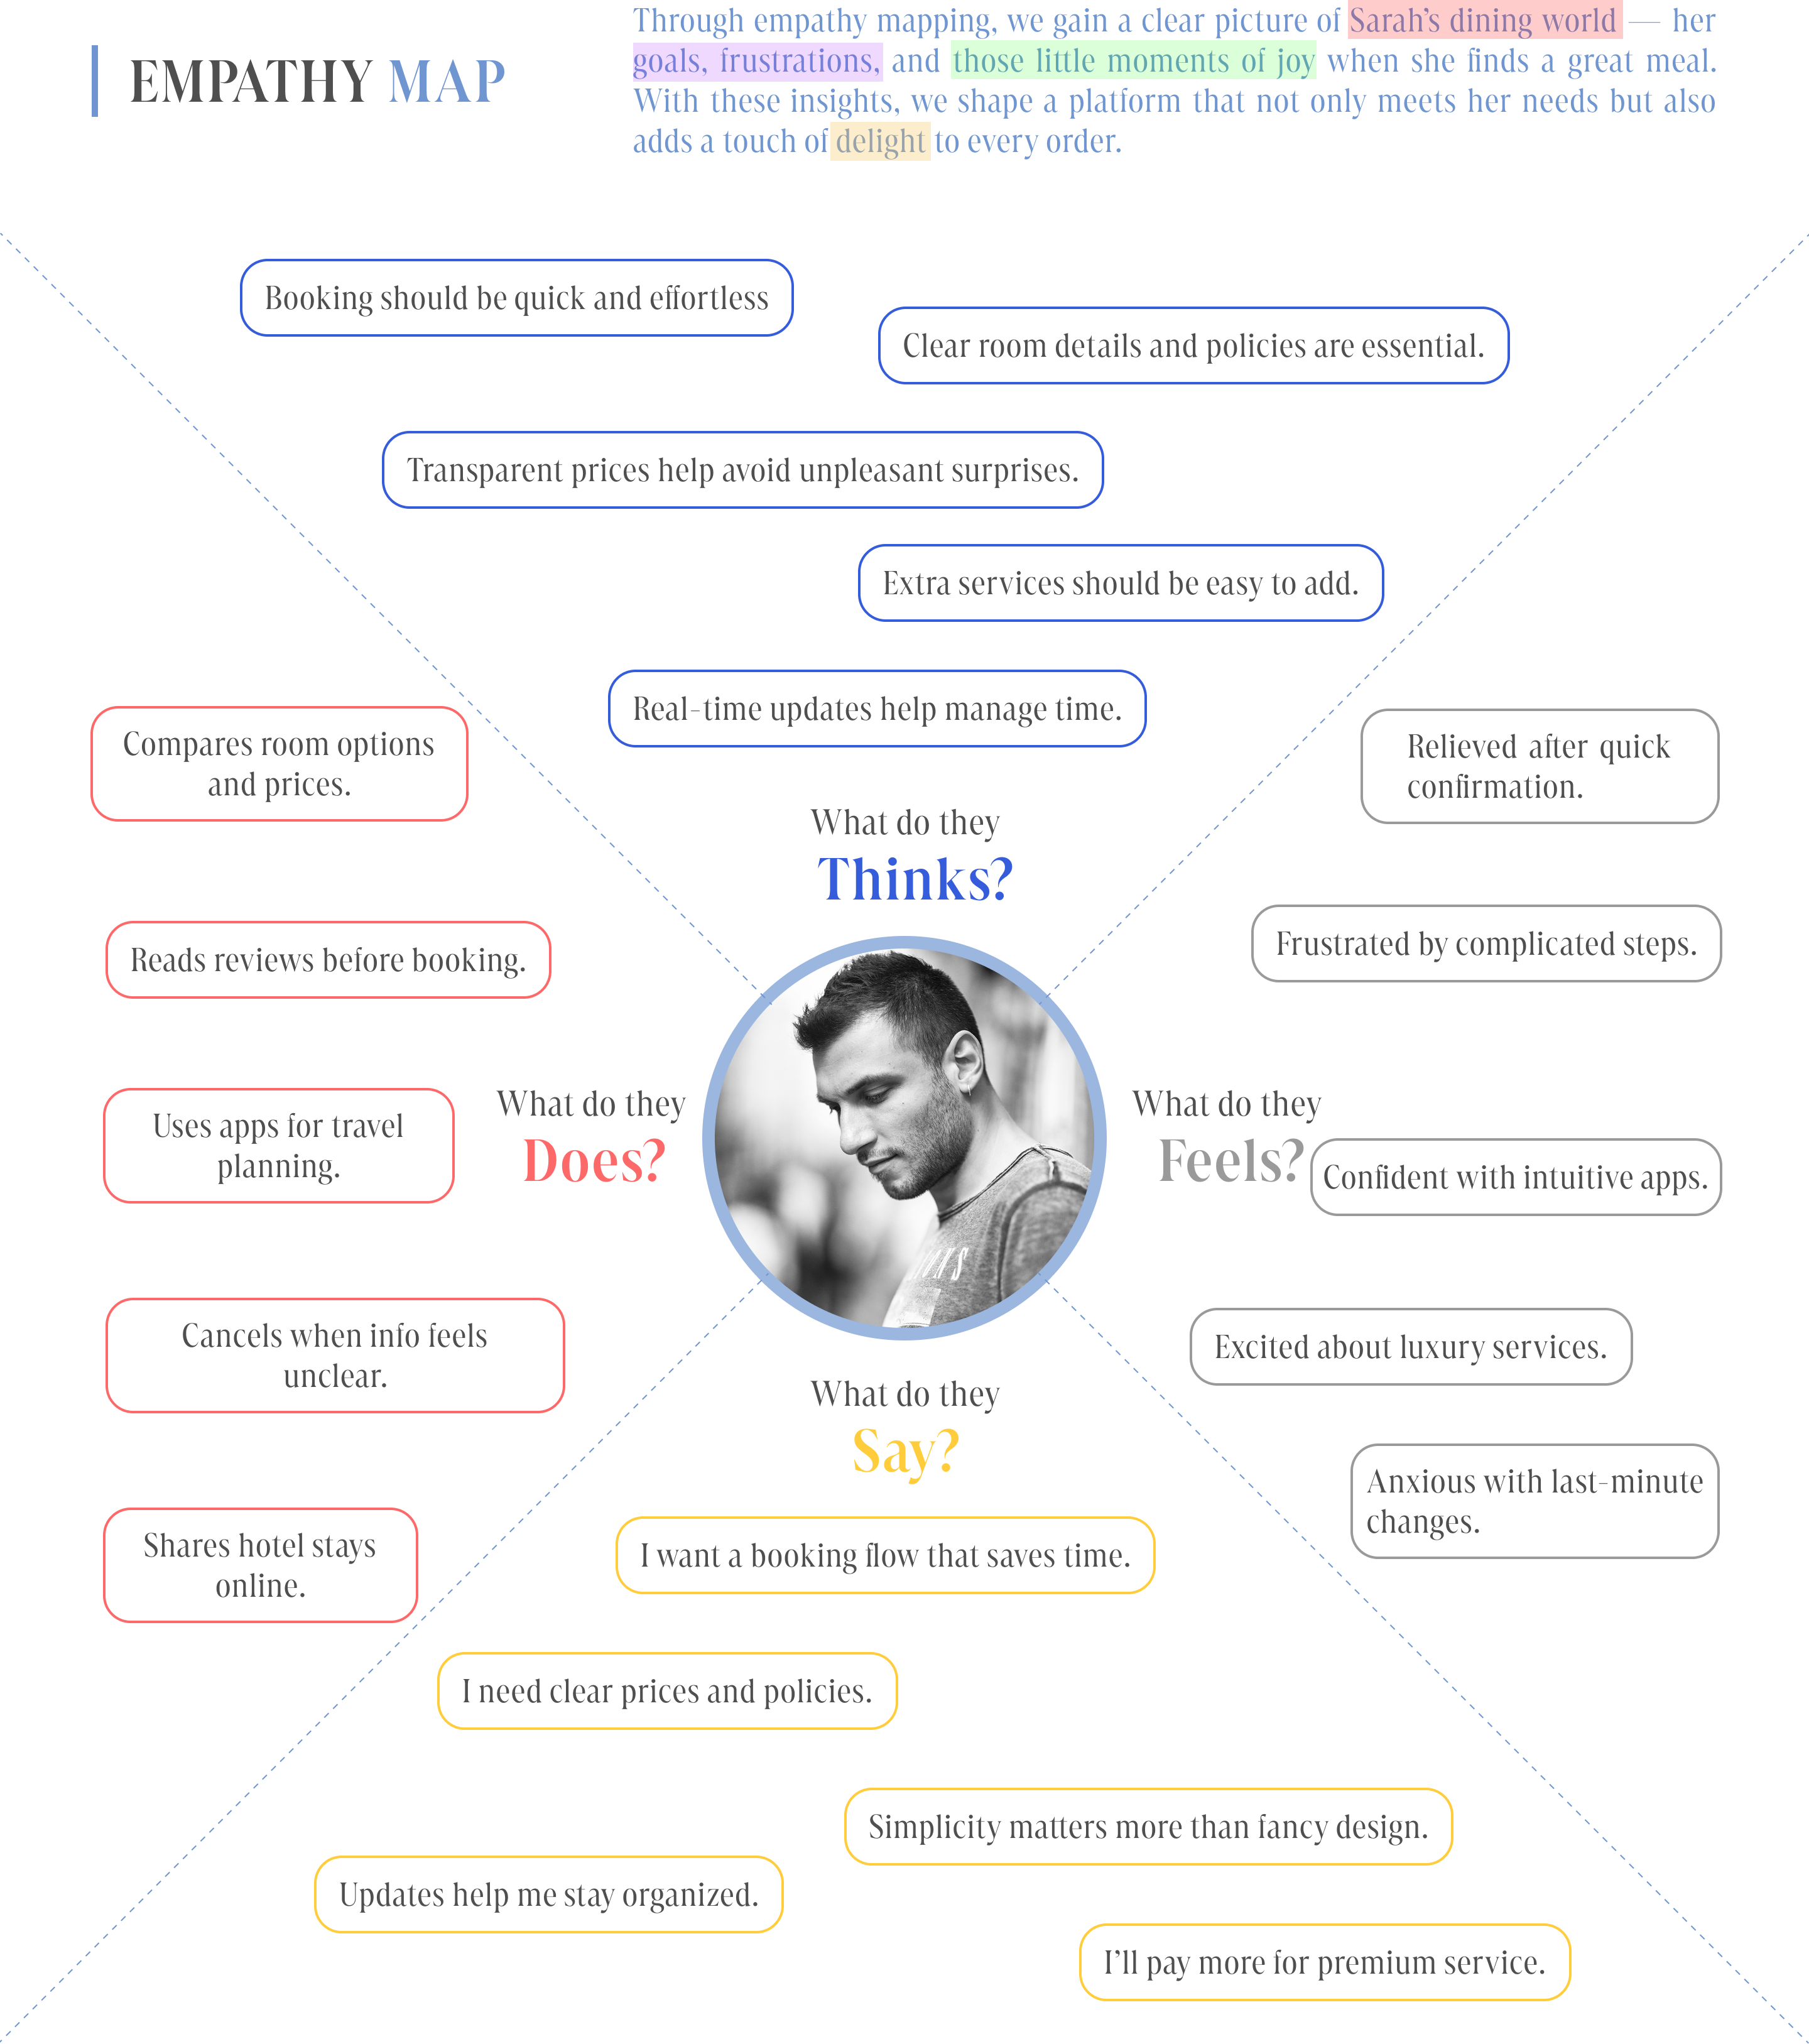 EMPATHY MAP
Through empathy mapping, we gain a clear picture of Sarah’s dining world — her
goals, frustrations, and those little moments of joy when she finds a great meal.
With these insights, we shape a platform that not only meets her needs but also
adds a touch of delight to every order.
Booking should be quick and effortless
Clear room details and policies are essential.
Transparent prices help avoid unpleasant surprises.
Extra services should be easy to add.
Real-time updates help manage time.
What do they
Thinks?
Compares room options
and prices.
Reads reviews before booking.
Uses apps for travel
planning.
Cancels when info feels
unclear.
Shares hotel stays
online.
What do they
Does?
What do they
Feels?
Relieved after quick
confirmation.
Frustrated by complicated steps.
Confident with intuitive apps.
Excited about luxury services.
Anxious with last-minute
changes.
What do they
Say?
I want a booking flow that saves time.
I need clear prices and policies.
Simplicity matters more than fancy design.
Updates help me stay organized.
I’ll pay more for premium service.